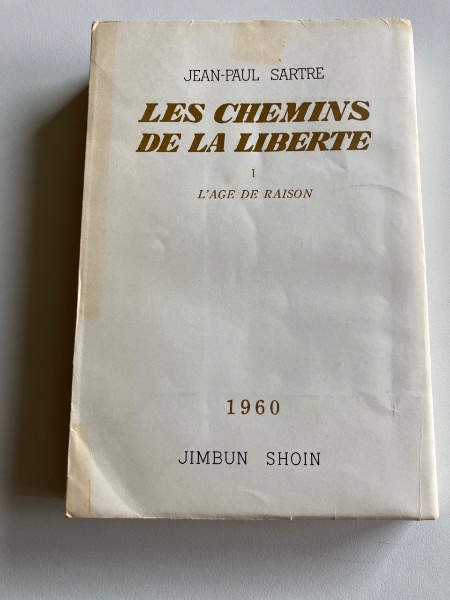 JEAN-PAUL SARTRE
LES CHEMINS
DE LA LIBERTE
I
L'AGE DE RAISON
1960
JIMBUN SHOIN